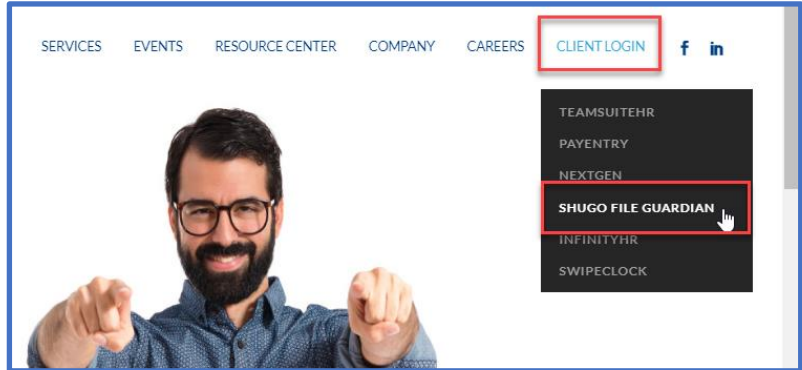 SERVICES EVENTS RESOURCE CENTER COMPANY CAREERS CLIENT LOGIN f in
TEAMSUITEHR
PAYENTRY
NEXTGEN
SHUGO FILE GUARDIAN
INFINITYHR
SWIPECLOCK